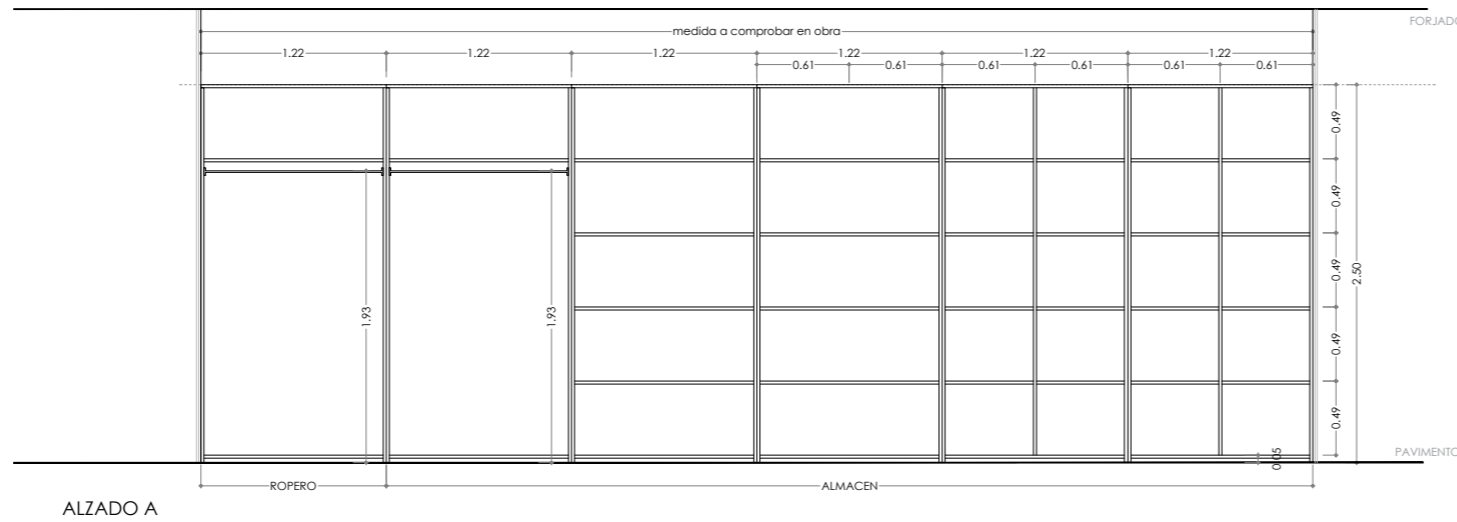 FORJADO
medida a comprobar en obra
1.22 1.22 1.22 1.22 1.22 1.22
0.61 0.61 0.61 0.61 0.61 0.61
0.49
0.49
0.49
2.50
1.93 1.93
0.49
0.49
0.05
PAVIMENTO
ROPERO ALMACEN
ALZADO A